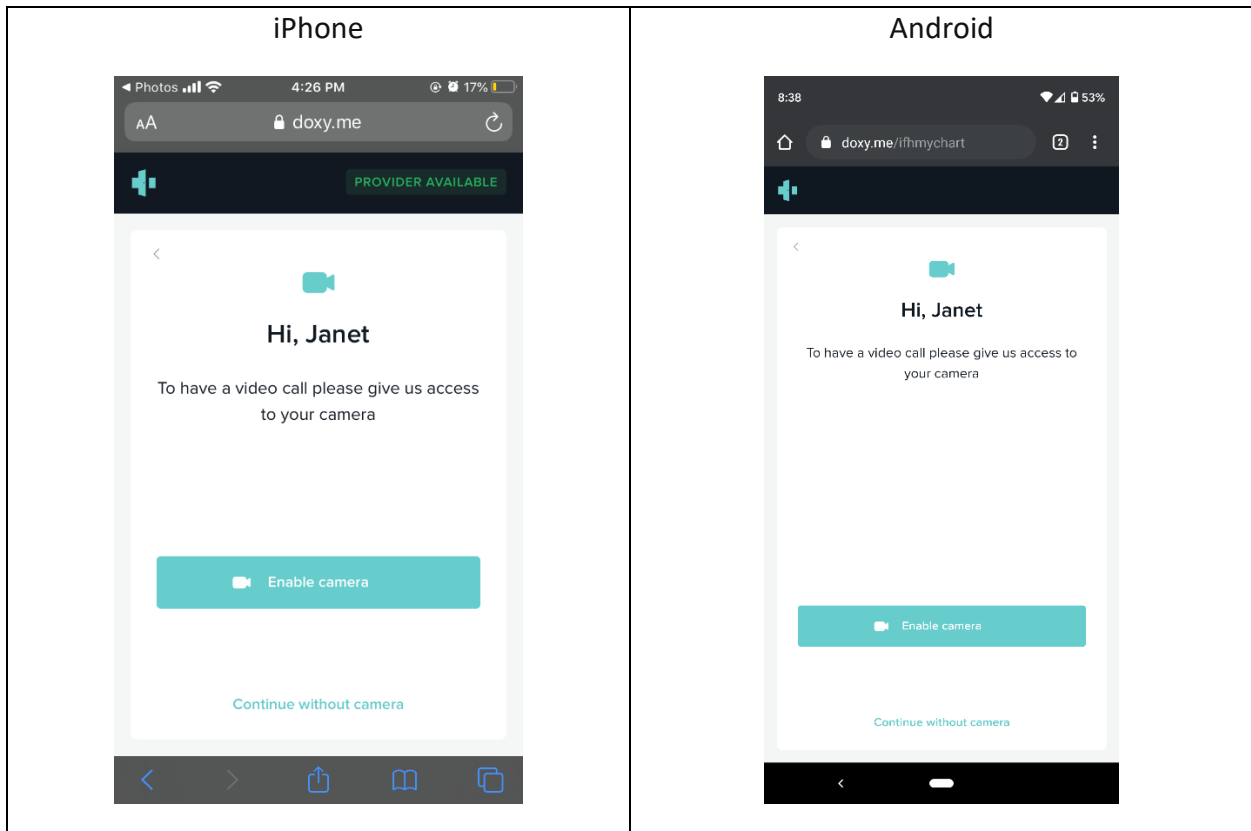 iPhone
Photos 4:26 PM 17%
AA doxy.me
PROVIDER AVAILABLE
Hi, Janet
To have a video call please give us access
to your camera
Enable camera
Continue without camera
Android
8:38 53%
doxy.me/ifhmychart 2
Hi, Janet
To have a video call please give us access to
your camera
Enable camera
Continue without camera